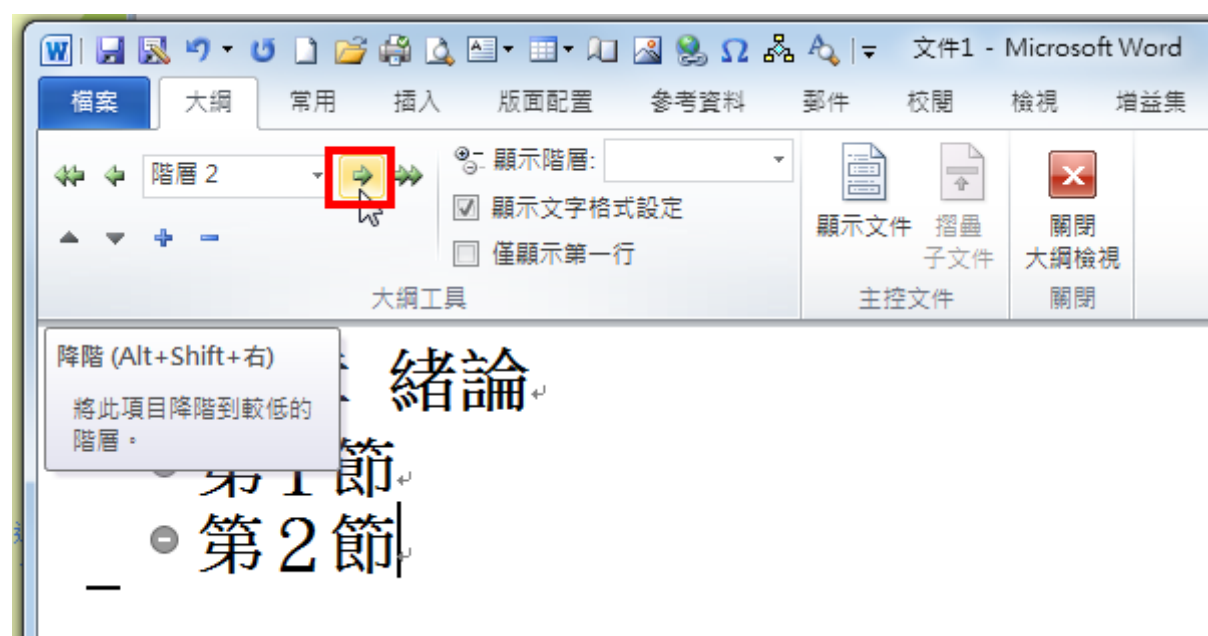 文件1 - Microsoft Word
檔案 大綱 常用 插入 版面配置 參考資料 郵件 校閱 檢視 增益集
階層 2
顯示階層:
顯示文字格式設定
僅顯示第一行
大綱工具
顯示文件
摺疊
子文件
主控文件
關閉
大綱檢視
關閉
降階 (Alt+Shift+右)
將此項目降階到較低的
階層。
緒論
第1節
第2節